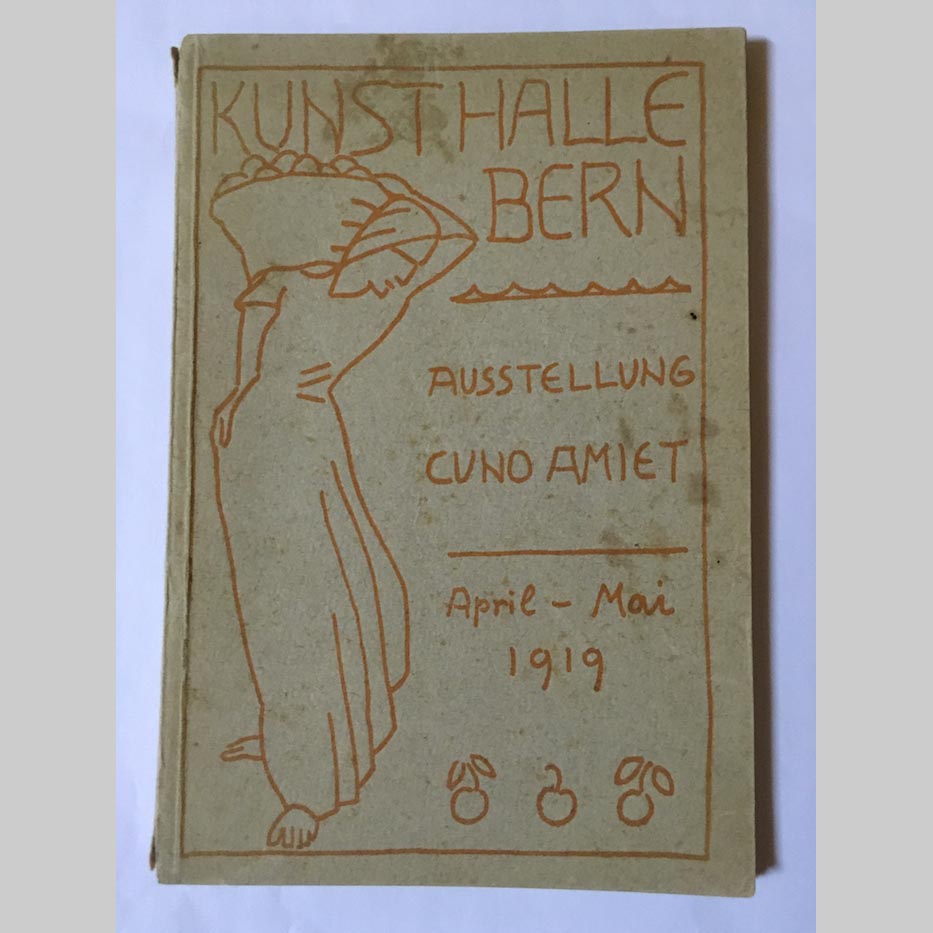 KUNSTHALLE
BERN
AUSSTELLUNG
CUNO AMIET
April - Mai
1919